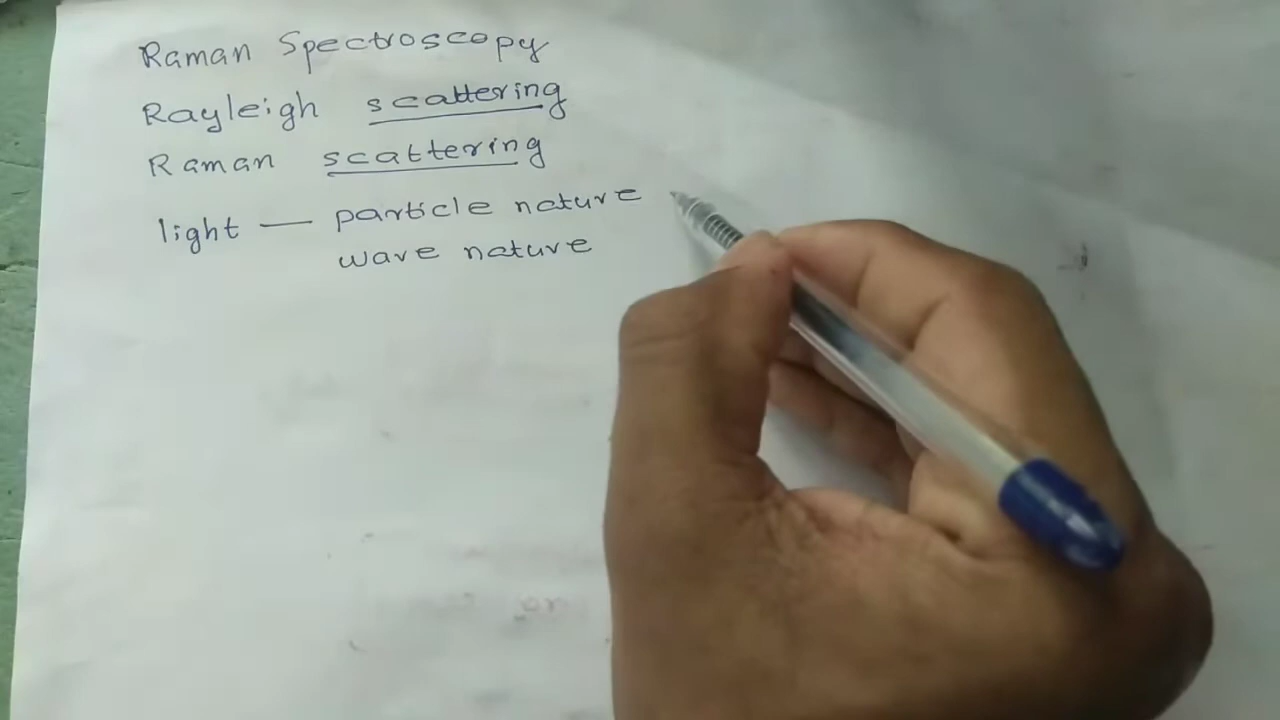 Raman Spectroscopy
Rayleigh scattering
Raman scattering
light — particle nature
wave nature